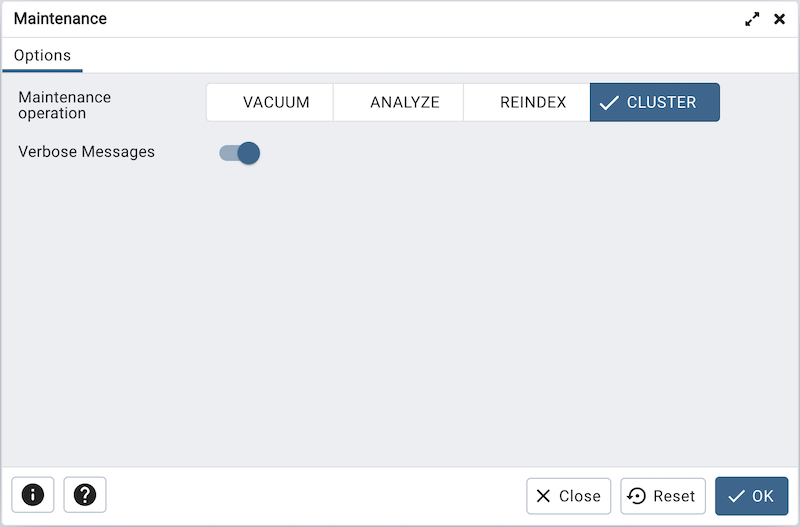 Maintenance
Options
Maintenance
operation
VACUUM ANALYZE REINDEX CLUSTER
Verbose Messages
Close Reset OK